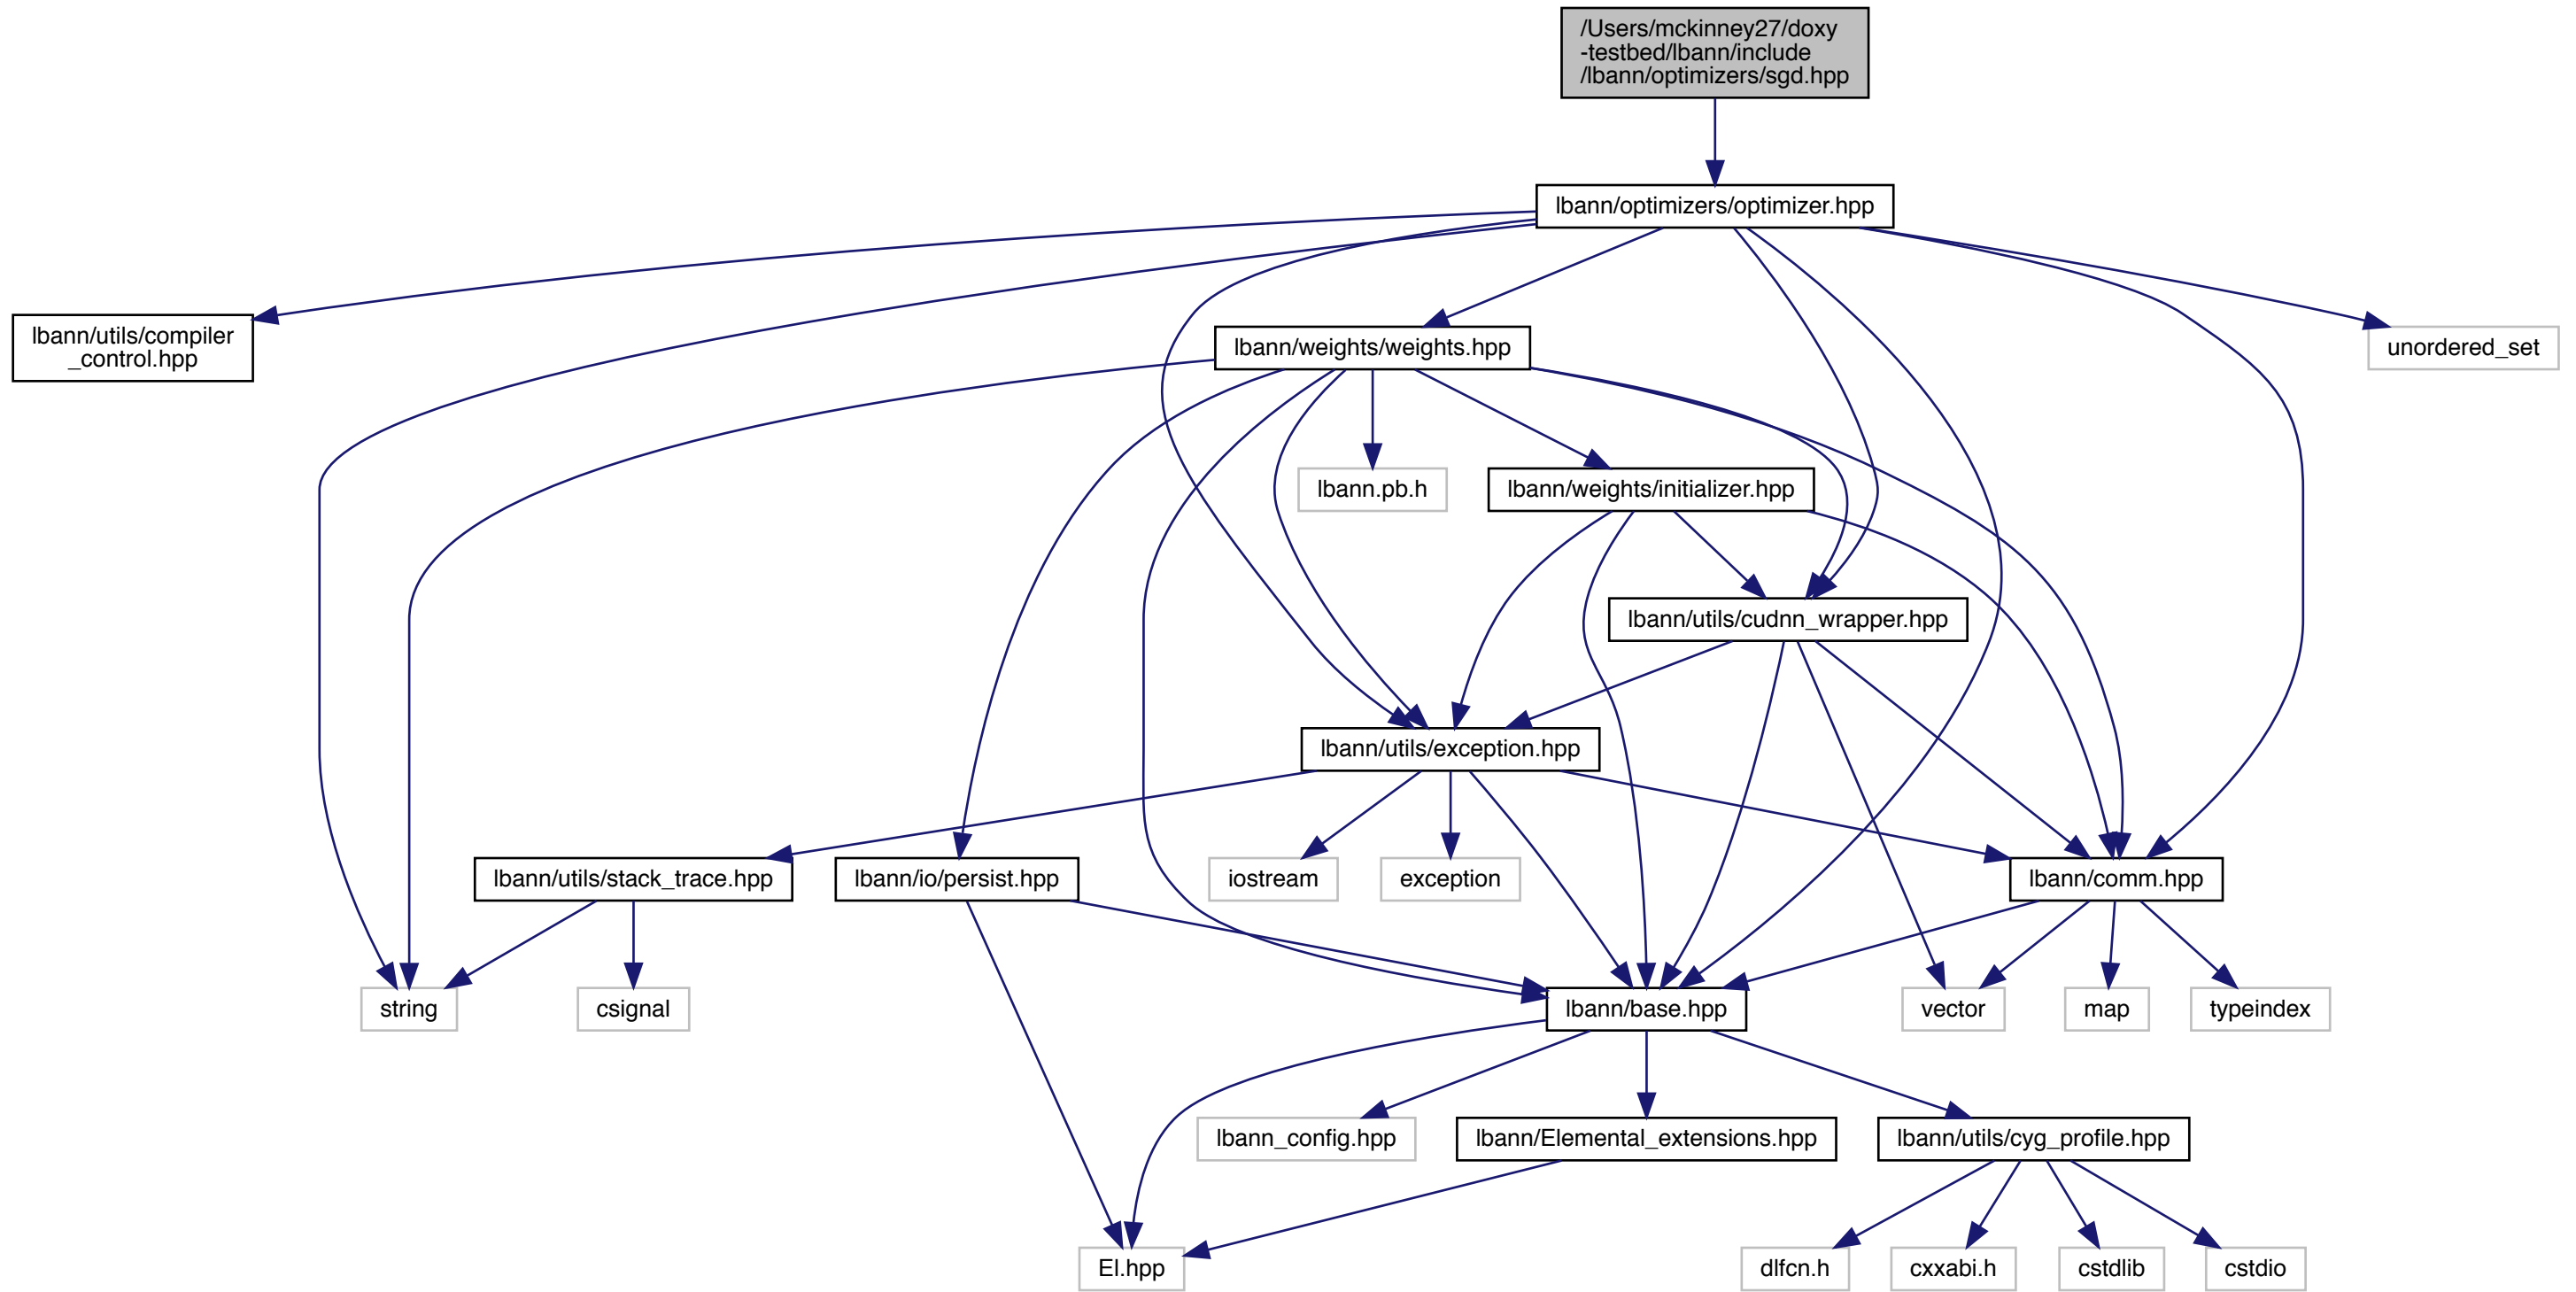 /Users/mckinney27/doxy
-testbed/lbann/include
/lbann/optimizers/sgd.hpp
lbann/optimizers/optimizer.hpp
lbann/utils/compiler
_control.hpp
lbann/weights/weights.hpp
unordered_set
lbann.pb.h
lbann/weights/initializer.hpp
lbann/utils/cudnn_wrapper.hpp
lbann/utils/exception.hpp
lbann/utils/stack_trace.hpp
lbann/io/persist.hpp
iostream
exception
lbann/comm.hpp
string
csignal
lbann/base.hpp
vector
map
typeindex
lbann_config.hpp
lbann/Elemental_extensions.hpp
lbann/utils/cyg_profile.hpp
El.hpp
dlfcn.h
cxxabi.h
cstdlib
cstdio